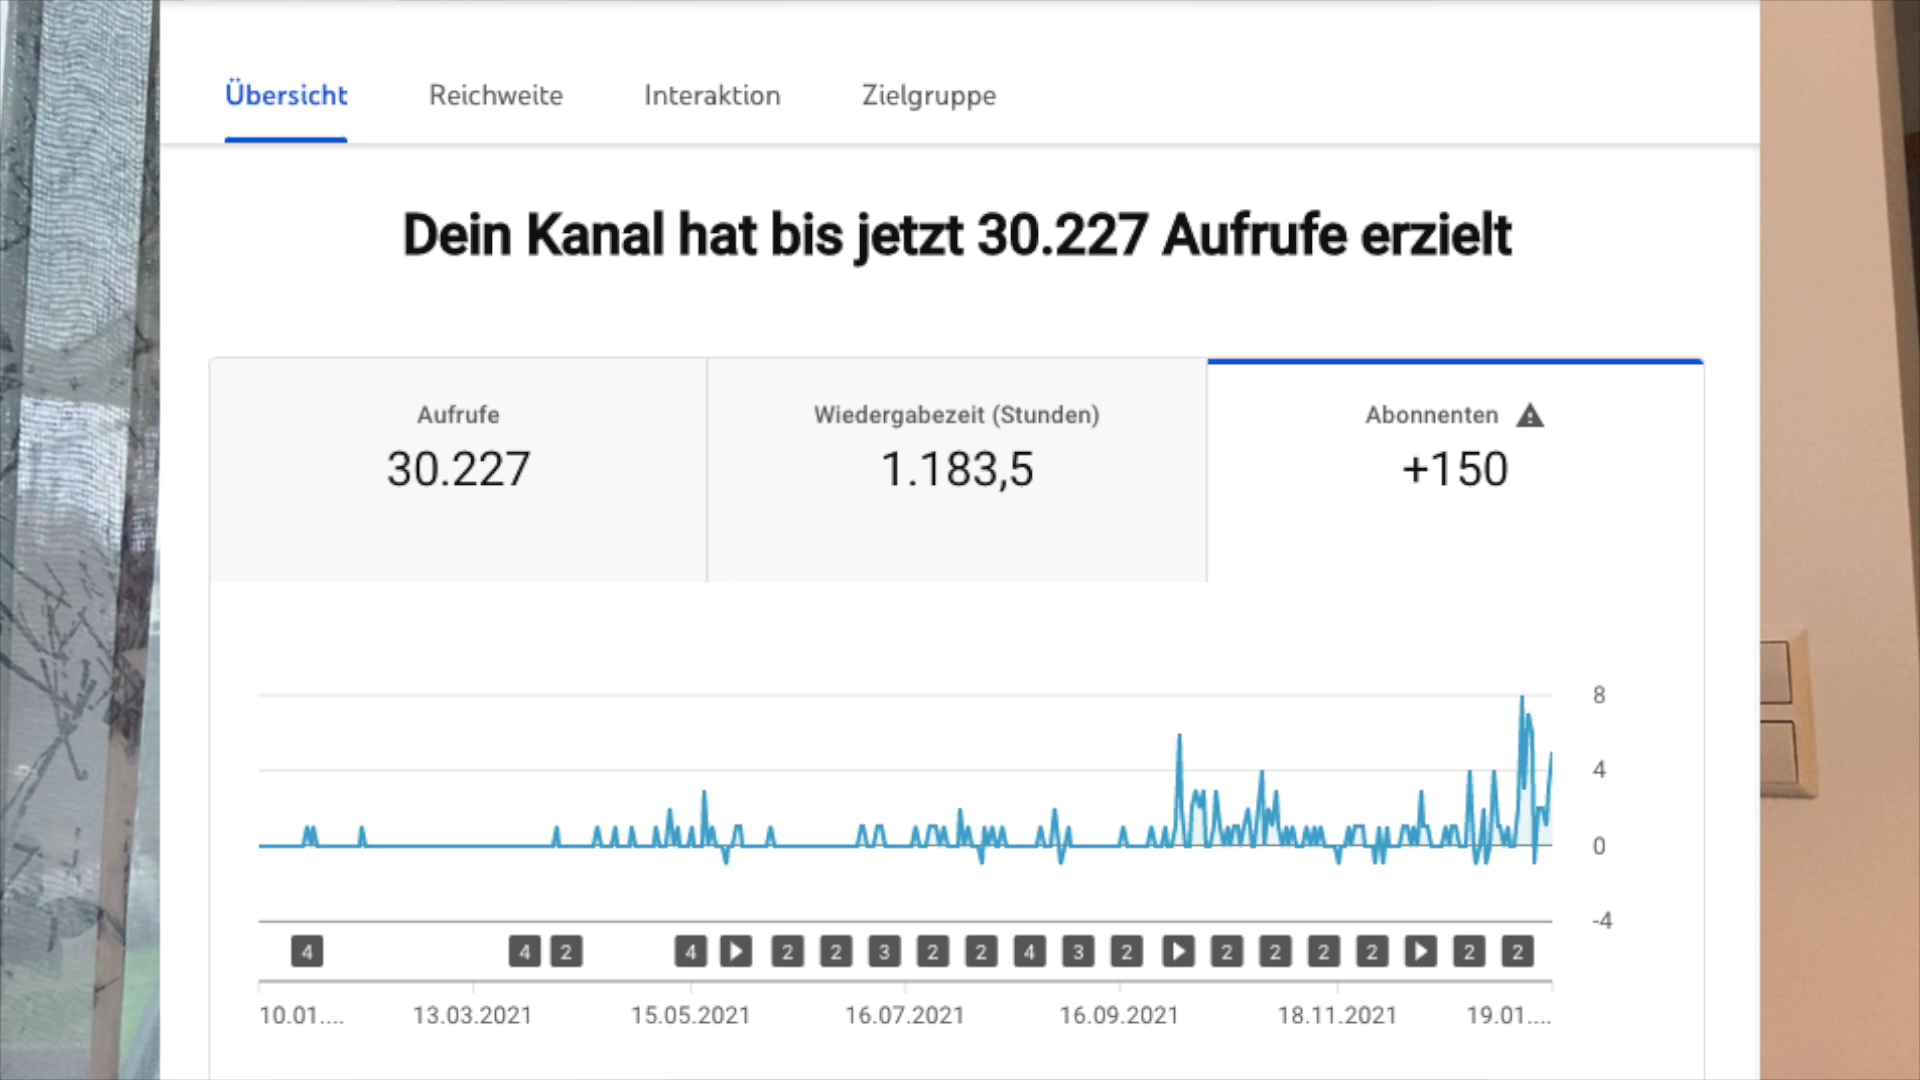 Übersicht Reichweite Interaktion Zielgruppe
Dein Kanal hat bis jetzt 30.227 Aufrufe erzielt
Aufrufe Wiedergabezeit (Stunden) Abonnenten
30.227 1.183,5 +150
8
4
0
-4
4 4 2 4 2 2 3 2 2 4 3 2 2 2 2 2 2 2
10.01.... 13.03.2021 15.05.2021 16.07.2021 16.09.2021 18.11.2021 19.01....